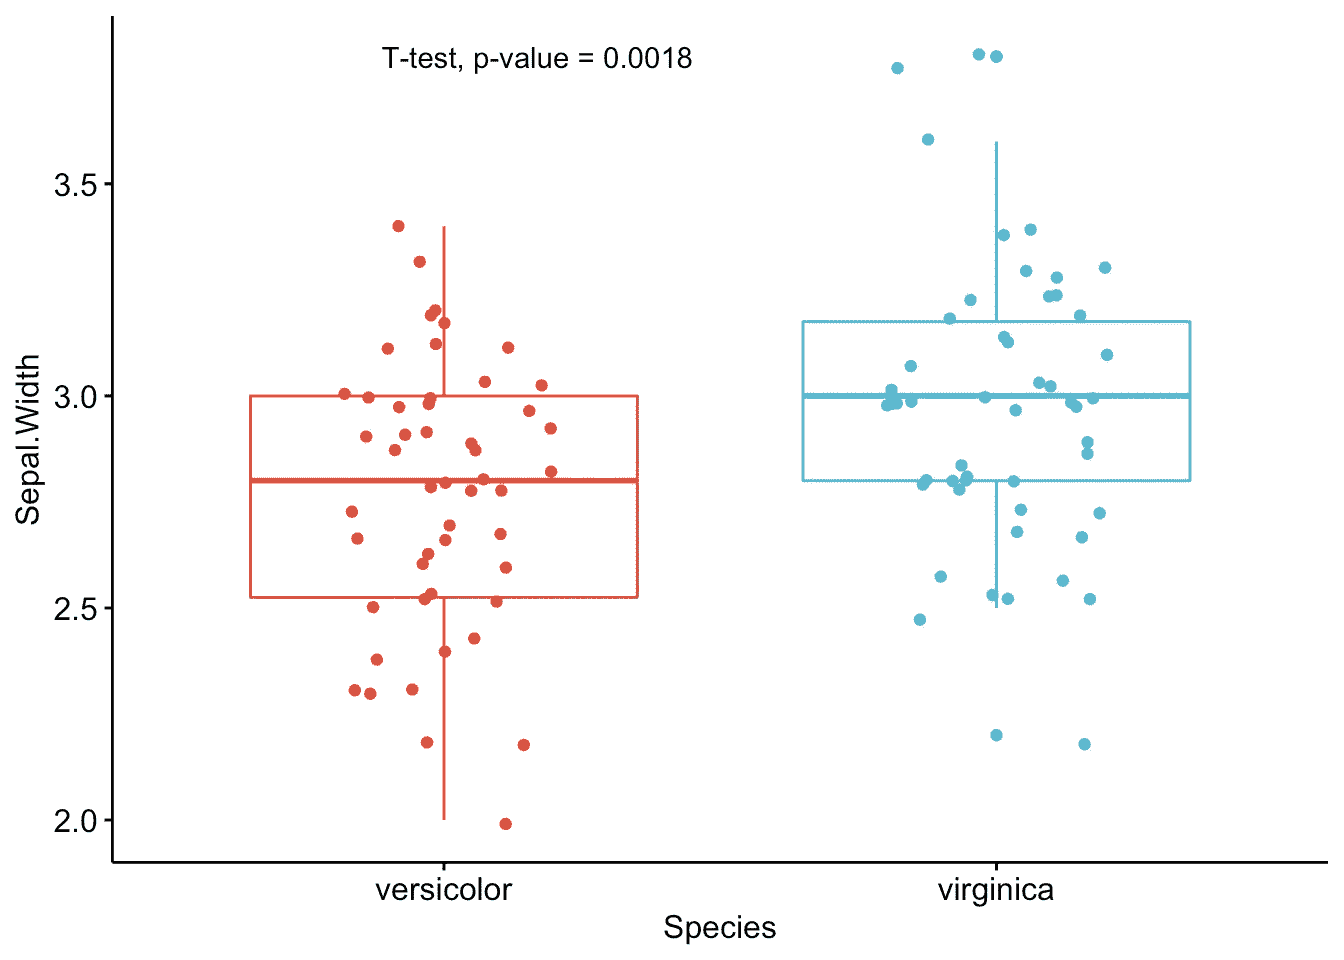 T-test, p-value = 0.0018
3.5
3.0
2.5
2.0
Sepal.Width
versicolor
virginica
Species